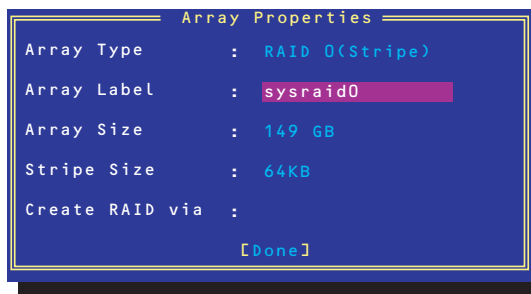 Array Properties
Array Type : RAID 0(Stripe)
Array Label : sysraid0
Array Size : 149 GB
Stripe Size : 64KB
Create RAID via :
[Done]